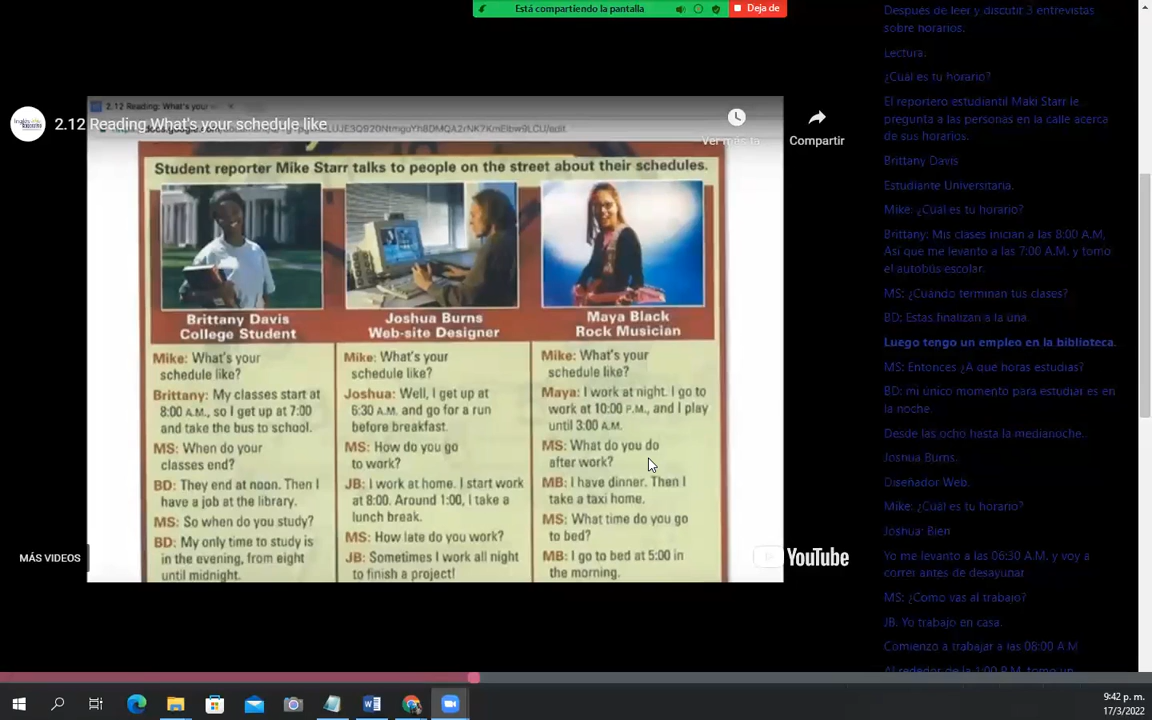 Está compartiendo la pantalla
Deja de
2.12 Reading: What's your
2.12 Reading What's your schedule like
Ver más ta
Compartir
Student reporter Mike Starr talks to people on the street about their schedules.
Brittany Davis
College Student
Mike: What's your
schedule like?
Brittany: My classes start at
8:00 A.M., so I get up at 7:00
and take the bus to school.
MS: When do your
classes end?
BD: They end at noon. Then I
have a job at the library.
MS: So when do you study?
BD: My only time to study is
in the evening, from eight
until midnight.
Joshua Burns
Web-site Designer
Mike: What's your
schedule like?
Joshua: Well, I get up at
6:30 A.M. and go for a run
before breakfast.
MS: How do you go
to work?
JB: I work at home. I start work
at 8:00. Around 1:00, I take a
lunch break.
MS: How late do you work?
JB: Sometimes I work all night
to finish a project!
Maya Black
Rock Musician
Mike: What's your
schedule like?
Maya: I work at night. I go to
work at 10:00 P.M., and I play
until 3:00 A.M.
MS: What do you do
after work?
MB: I have dinner. Then I
take a taxi home.
MS: What time do you go
to bed?
MB: I go to bed at 5:00 in
the morning.
MÁS VIDEOS
YouTube
Después de leer y discutir 3 entrevistas
sobre horarios.
Lectura.
¿Cuál es tu horario?
El reportero estudiantil Maki Starr le
pregunta a las personas en la calle acerca
de sus horarios.
Brittany Davis
Estudiante Universitaria.
Mike: ¿Cuál es tu horario?
Brittany: Mis clases inician a las 8:00 A.M,
Así que me levanto a las 7:00 A.M. y tomo
el autobús escolar.
MS: ¿Cuándo terminan tus clases?
BD: Estas finalizan a la una.
Luego tengo un empleo en la biblioteca.
MS: Entonces ¿A que horas estudias?
BD: mi único momento para estudiar es en
la noche.
Desde las ocho hasta la medianoche.
Joshua Burns.
Diseñador Web.
Mike: ¿Cuál es tu horario?
Joshua: Bien
Yo me levanto a las 06:30 A.M. y voy a
correr antes de desayunar
MS: ¿Como vas al trabajo?
JB. Yo trabajo en casa.
Comienzo a trabajar a las 08:00 A.M
Al rededor de la 1:00 P.M. tomo un
9:42 p. m.
17/3/2022